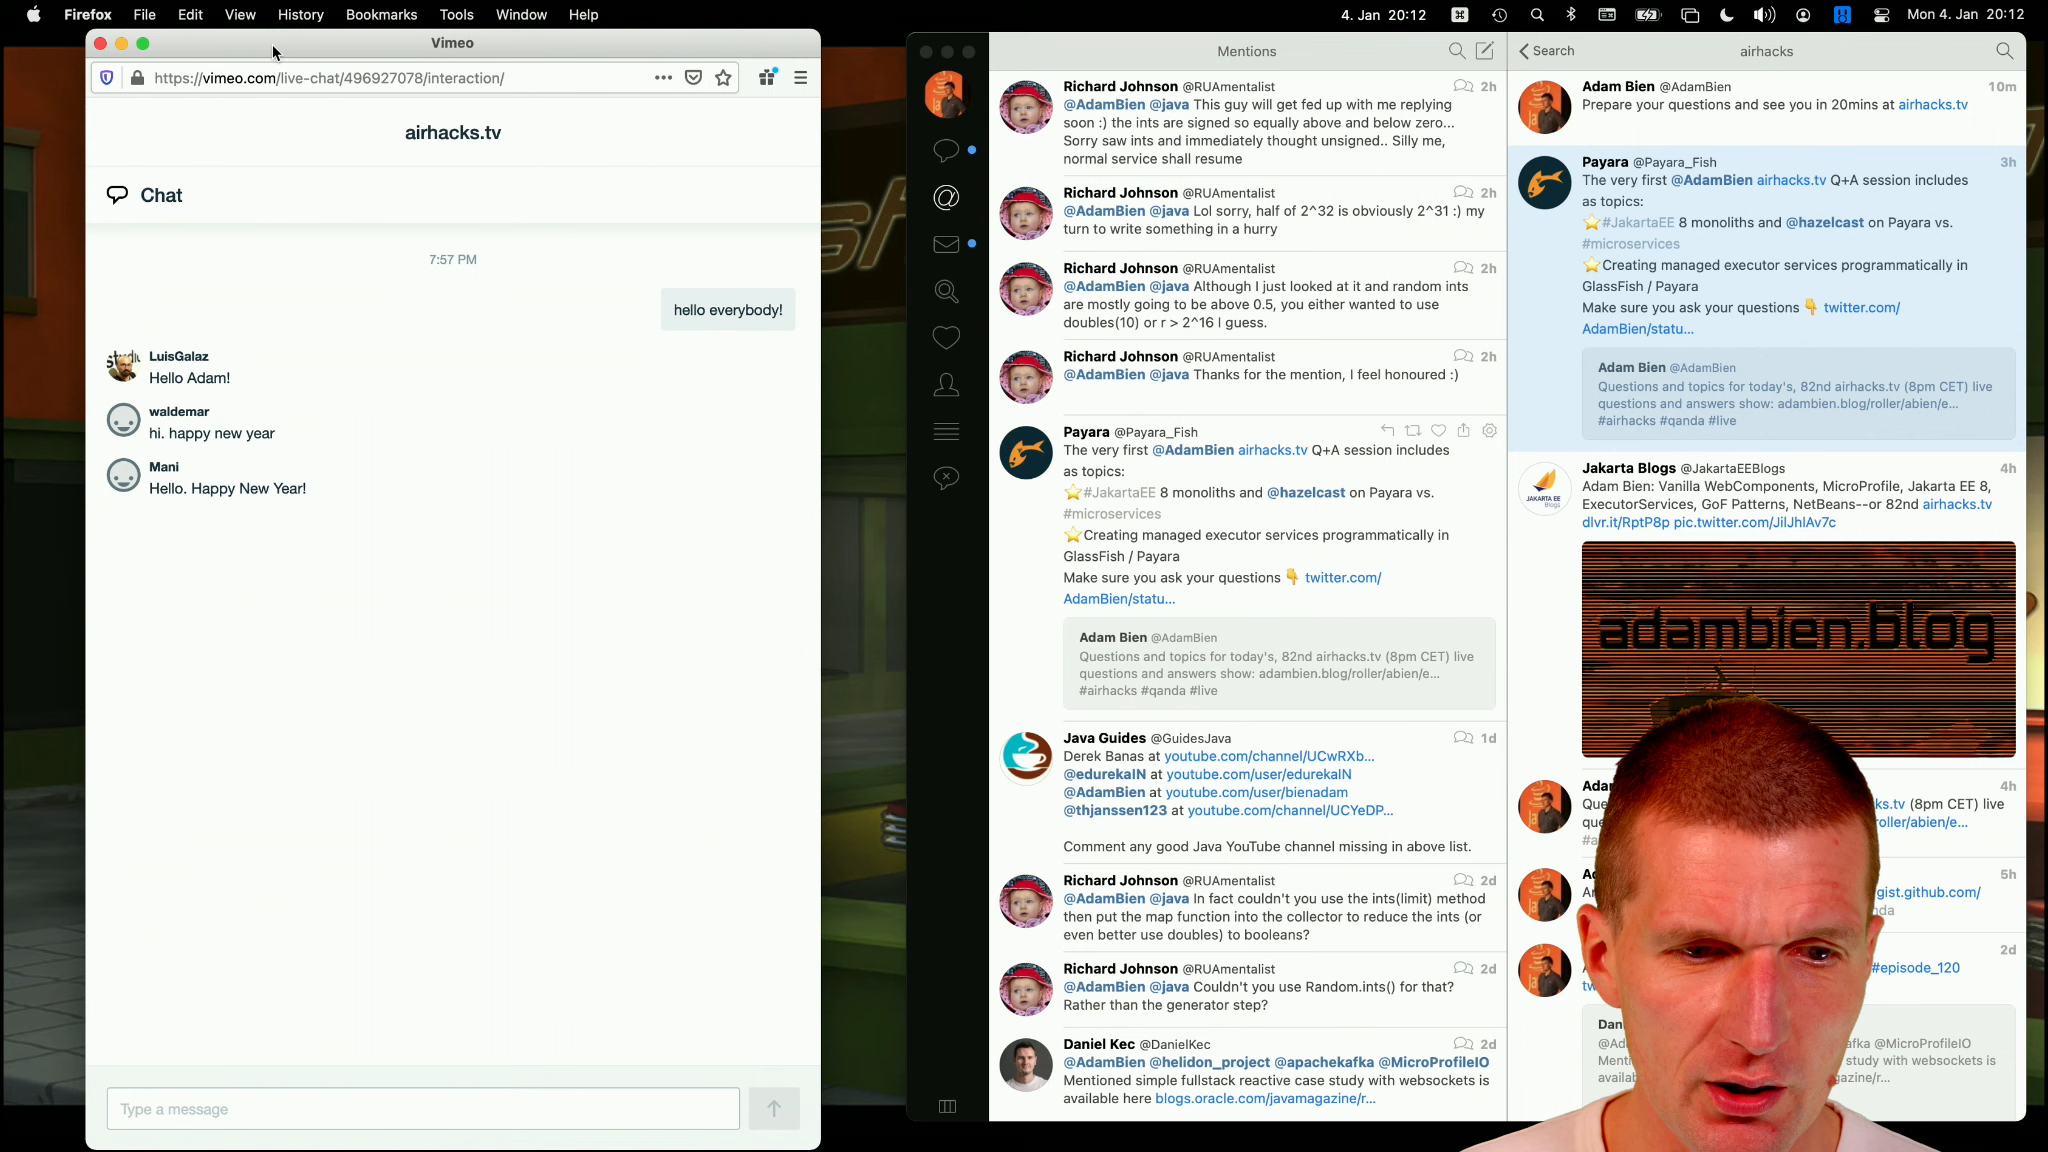 Firefox File Edit View History Bookmarks Tools Window Help
4. Jan 20:12
Mon 4. Jan 20:12
Vimeo
https://vimeo.com/live-chat/496927078/interaction/
airhacks.tv
Chat
7:57 PM
hello everybody!
LuisGalaz
Hello Adam!
waldemar
hi. happy new year
Mani
Hello. Happy New Year!
Type a message
Mentions
Richard Johnson @RUAmentalist 2h
@AdamBien @java This guy will get fed up with me replying
soon :) the ints are signed so equally above and below zero...
Sorry saw ints and immediately thought unsigned.. Silly me,
normal service shall resume
Richard Johnson @RUAmentalist 2h
@AdamBien @java Lol sorry, half of 2^32 is obviously 2^31 :) my
turn to write something in a hurry
Richard Johnson @RUAmentalist 2h
@AdamBien @java Although I just looked at it and random ints
are mostly going to be above 0.5, you either wanted to use
doubles(10) or r > 2^16 I guess.
Richard Johnson @RUAmentalist 2h
@AdamBien @java Thanks for the mention, I feel honoured :)
Payara @Payara_Fish
The very first @AdamBien airhacks.tv Q+A session includes
as topics:
⭐#JakartaEE 8 monoliths and @hazelcast on Payara vs.
#microservices
⭐Creating managed executor services programmatically in
GlassFish / Payara
Make sure you ask your questions 👇 twitter.com/
AdamBien/statu...
Adam Bien @AdamBien
Questions and topics for today's, 82nd airhacks.tv (8pm CET) live
questions and answers show: adambien.blog/roller/abien/e...
#airhacks #qanda #live
Java Guides @GuidesJava 1d
Derek Banas at youtube.com/channel/UCwRXb...
@edurekaIN at youtube.com/user/edurekaIN
@AdamBien at youtube.com/user/bienadam
@thjanssen123 at youtube.com/channel/UCYeDP...
Comment any good Java YouTube channel missing in above list.
Richard Johnson @RUAmentalist 2d
@AdamBien @java In fact couldn't you use the ints(limit) method
then put the map function into the collector to reduce the ints (or
even better use doubles) to booleans?
Richard Johnson @RUAmentalist 2d
@AdamBien @java Couldn't you use Random.ints() for that?
Rather than the generator step?
Daniel Kec @DanielKec 2d
@AdamBien @helidon_project @apachekafka @MicroProfileIO
Mentioned simple fullstack reactive case study with websockets is
available here blogs.oracle.com/javamagazine/r...
Search airhacks
Adam Bien @AdamBien 10m
Prepare your questions and see you in 20mins at airhacks.tv
Payara @Payara_Fish 3h
The very first @AdamBien airhacks.tv Q+A session includes
as topics:
⭐#JakartaEE 8 monoliths and @hazelcast on Payara vs.
#microservices
⭐Creating managed executor services programmatically in
GlassFish / Payara
Make sure you ask your questions 👇 twitter.com/
AdamBien/statu...
Adam Bien @AdamBien
Questions and topics for today's, 82nd airhacks.tv (8pm CET) live
questions and answers show: adambien.blog/roller/abien/e...
#airhacks #qanda #live
Jakarta Blogs @JakartaEEBlogs 4h
Adam Bien: Vanilla WebComponents, MicroProfile, Jakarta EE 8,
ExecutorServices, GoF Patterns, NetBeans--or 82nd airhacks.tv
dlvr.it/RptP8p pic.twitter.com/JilJhlAv7c
adambien.blog
4h
ks.tv (8pm CET) live
roller/abien/e...
5h
gist.github.com/
2d
#episode_120
Dan
@MicroProfileIO
study with websockets is